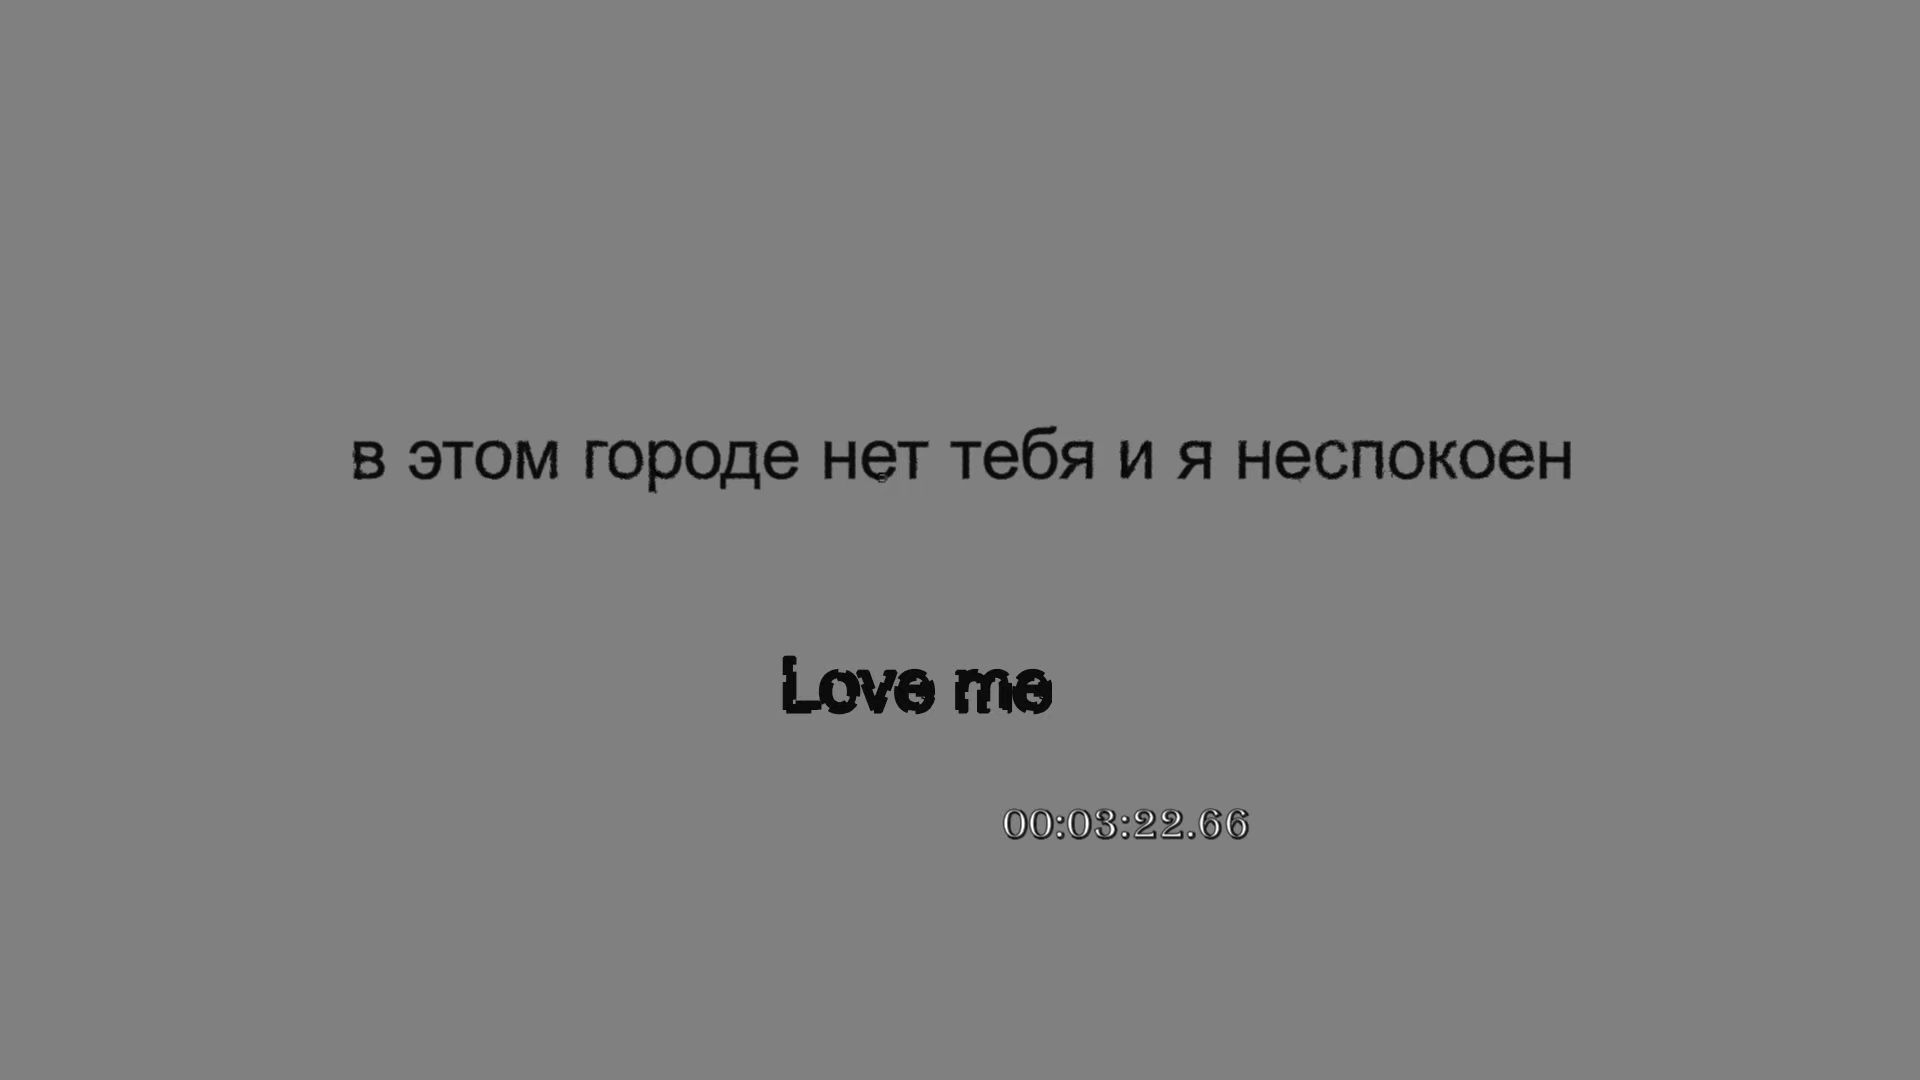 в этом городе нет тебя и я неспокоен
Love me
00:03:22.66